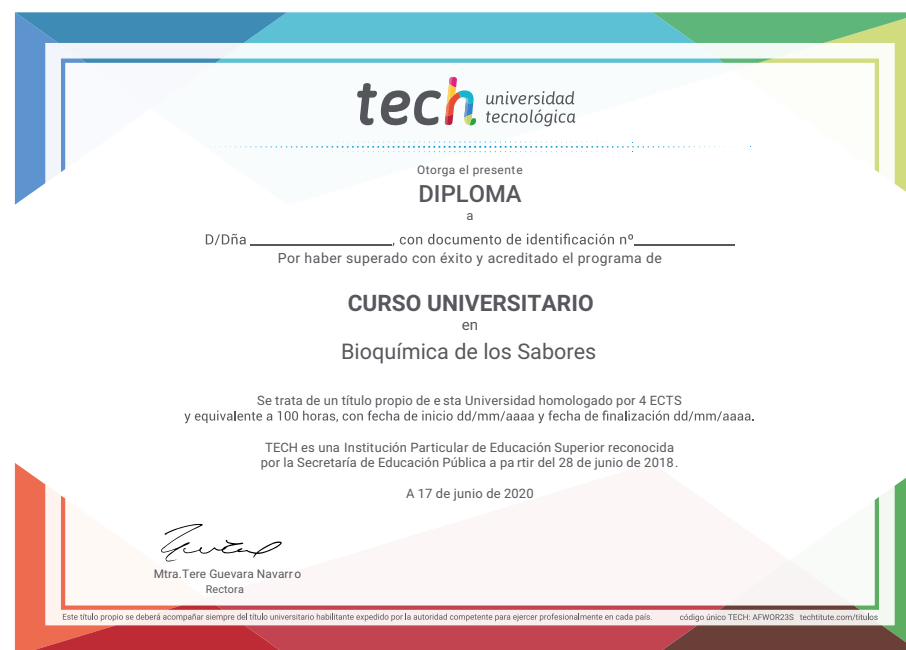 tech universidad
tecnológica
Otorga el presente
DIPLOMA
a
D/Dña ________________, con documento de identificación nº____________
Por haber superado con éxito y acreditado el programa de
CURSO UNIVERSITARIO
en
Bioquímica de los Sabores
Se trata de un título propio de e sta Universidad homologado por 4 ECTS
y equivalente a 100 horas, con fecha de inicio dd/mm/aaaa y fecha de finalización dd/mm/aaaa.
TECH es una Institución Particular de Educación Superior reconocida
por la Secretaría de Educación Pública a pa rtir del 28 de junio de 2018.
A 17 de junio de 2020
Mtra.Tere Guevara Navarro
Rectora
Este título propio se deberá acompañar siempre del título universitario habilitante expedido por la autoridad competente para ejercer profesionalmente en cada país. código único TECH: AFWOR23S techtitute.com/titulos